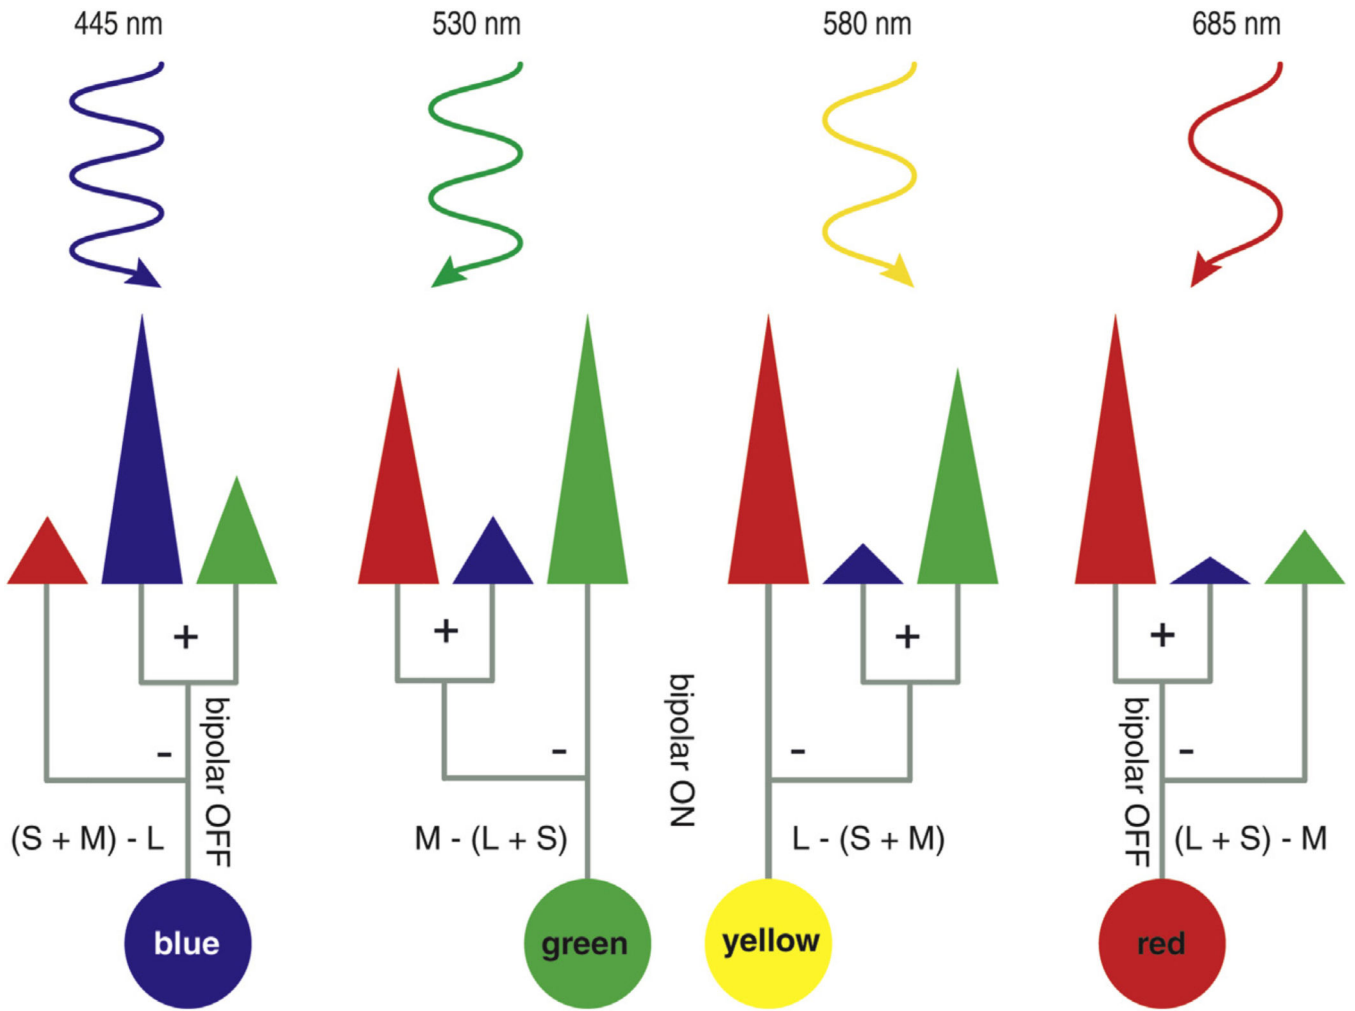 445 nm
530 nm
580 nm
685 nm
+
+
+
+
bipolar OFF
bipolar ON
bipolar OFF
-
-
-
-
(S + M) - L
M - (L + S)
L - (S + M)
(L + S) - M
blue
green
yellow
red